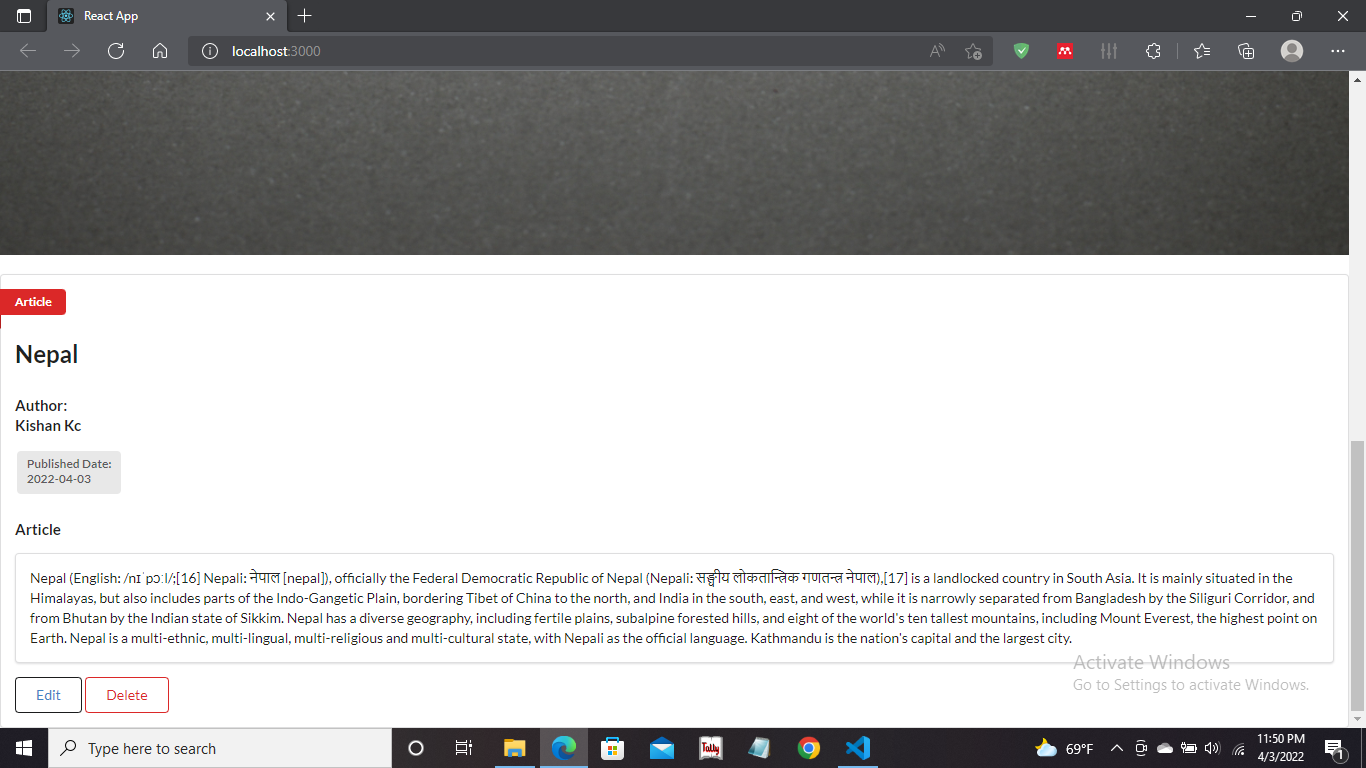 React App
localhost:3000
Article
Nepal
Author:
Kishan Kc
Published Date:
2022-04-03
Article
Nepal (English: /nɪˈpɔːl/;[16] Nepali: नेपाल [nepal]), officially the Federal Democratic Republic of Nepal (Nepali: सङ्घीय लोकतान्त्रिक गणतन्त्र नेपाल),[17] is a landlocked country in South Asia. It is mainly situated in the
Himalayas, but also includes parts of the Indo-Gangetic Plain, bordering Tibet of China to the north, and India in the south, east, and west, while it is narrowly separated from Bangladesh by the Siliguri Corridor, and
from Bhutan by the Indian state of Sikkim. Nepal has a diverse geography, including fertile plains, subalpine forested hills, and eight of the world's ten tallest mountains, including Mount Everest, the highest point on
Earth. Nepal is a multi-ethnic, multi-lingual, multi-religious and multi-cultural state, with Nepali as the official language. Kathmandu is the nation's capital and the largest city.
Activate Windows
Go to Settings to activate Windows.
Edit Delete
Type here to search
Tally
69°F
11:50 PM
4/3/2022
1